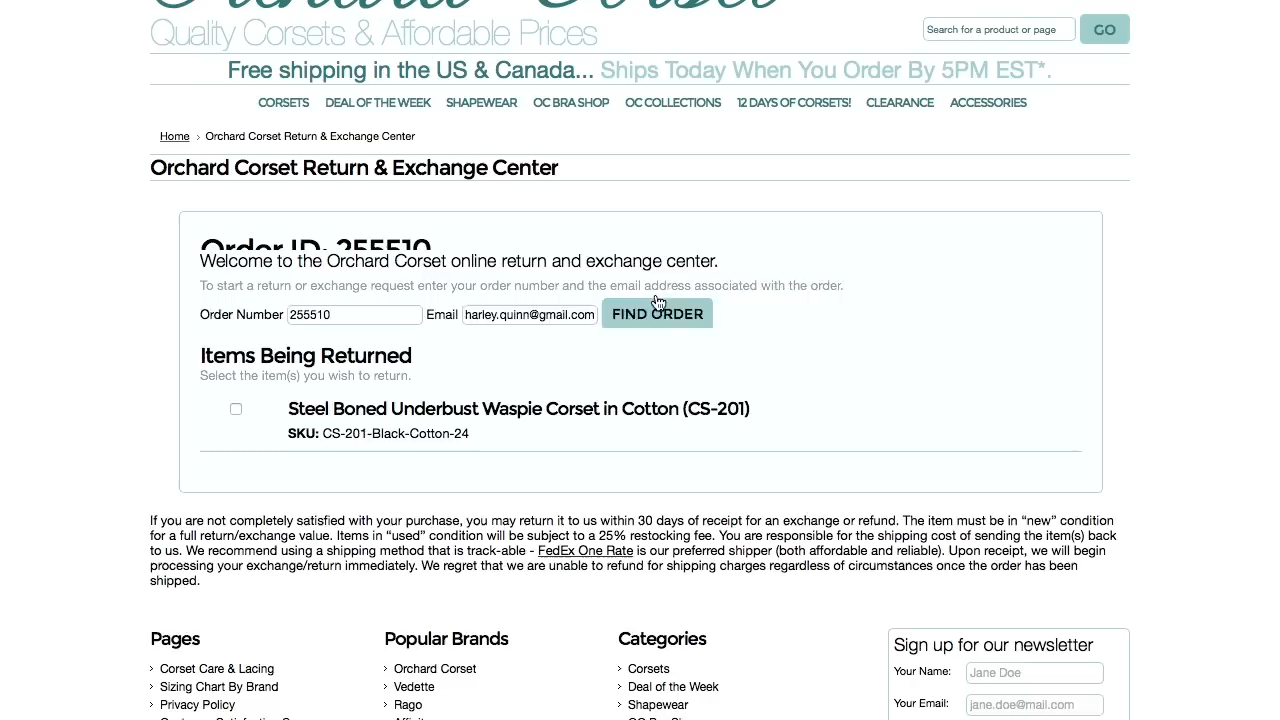 Orchard Corset
Quality Corsets & Affordable Prices
Search for a product or page
GO
Free shipping in the US & Canada... Ships Today When You Order By 5PM EST*.
CORSETS DEAL OF THE WEEK SHAPEWEAR OC BRA SHOP OC COLLECTIONS 12 DAYS OF CORSETS! CLEARANCE ACCESSORIES
Home › Orchard Corset Return & Exchange Center
Orchard Corset Return & Exchange Center
Order ID: 255510
Welcome to the Orchard Corset online return and exchange center.
To start a return or exchange request enter your order number and the email address associated with the order.
Order Number 255510 Email harley.quinn@gmail.com FIND ORDER
Items Being Returned
Select the item(s) you wish to return.
Steel Boned Underbust Waspie Corset in Cotton (CS-201)
SKU: CS-201-Black-Cotton-24
If you are not completely satisfied with your purchase, you may return it to us within 30 days of receipt for an exchange or refund. The item must be in “new” condition
for a full return/exchange value. Items in “used” condition will be subject to a 25% restocking fee. You are responsible for the shipping cost of sending the item(s) back
to us. We recommend using a shipping method that is track-able - FedEx One Rate is our preferred shipper (both affordable and reliable). Upon receipt, we will begin
processing your exchange/return immediately. We regret that we are unable to refund for shipping charges regardless of circumstances once the order has been
shipped.
Pages
› Corset Care & Lacing
› Sizing Chart By Brand
› Privacy Policy
Popular Brands
› Orchard Corset
› Vedette
› Rago
Categories
› Corsets
› Deal of the Week
› Shapewear
Sign up for our newsletter
Your Name: Jane Doe
Your Email: jane.doe@mail.com